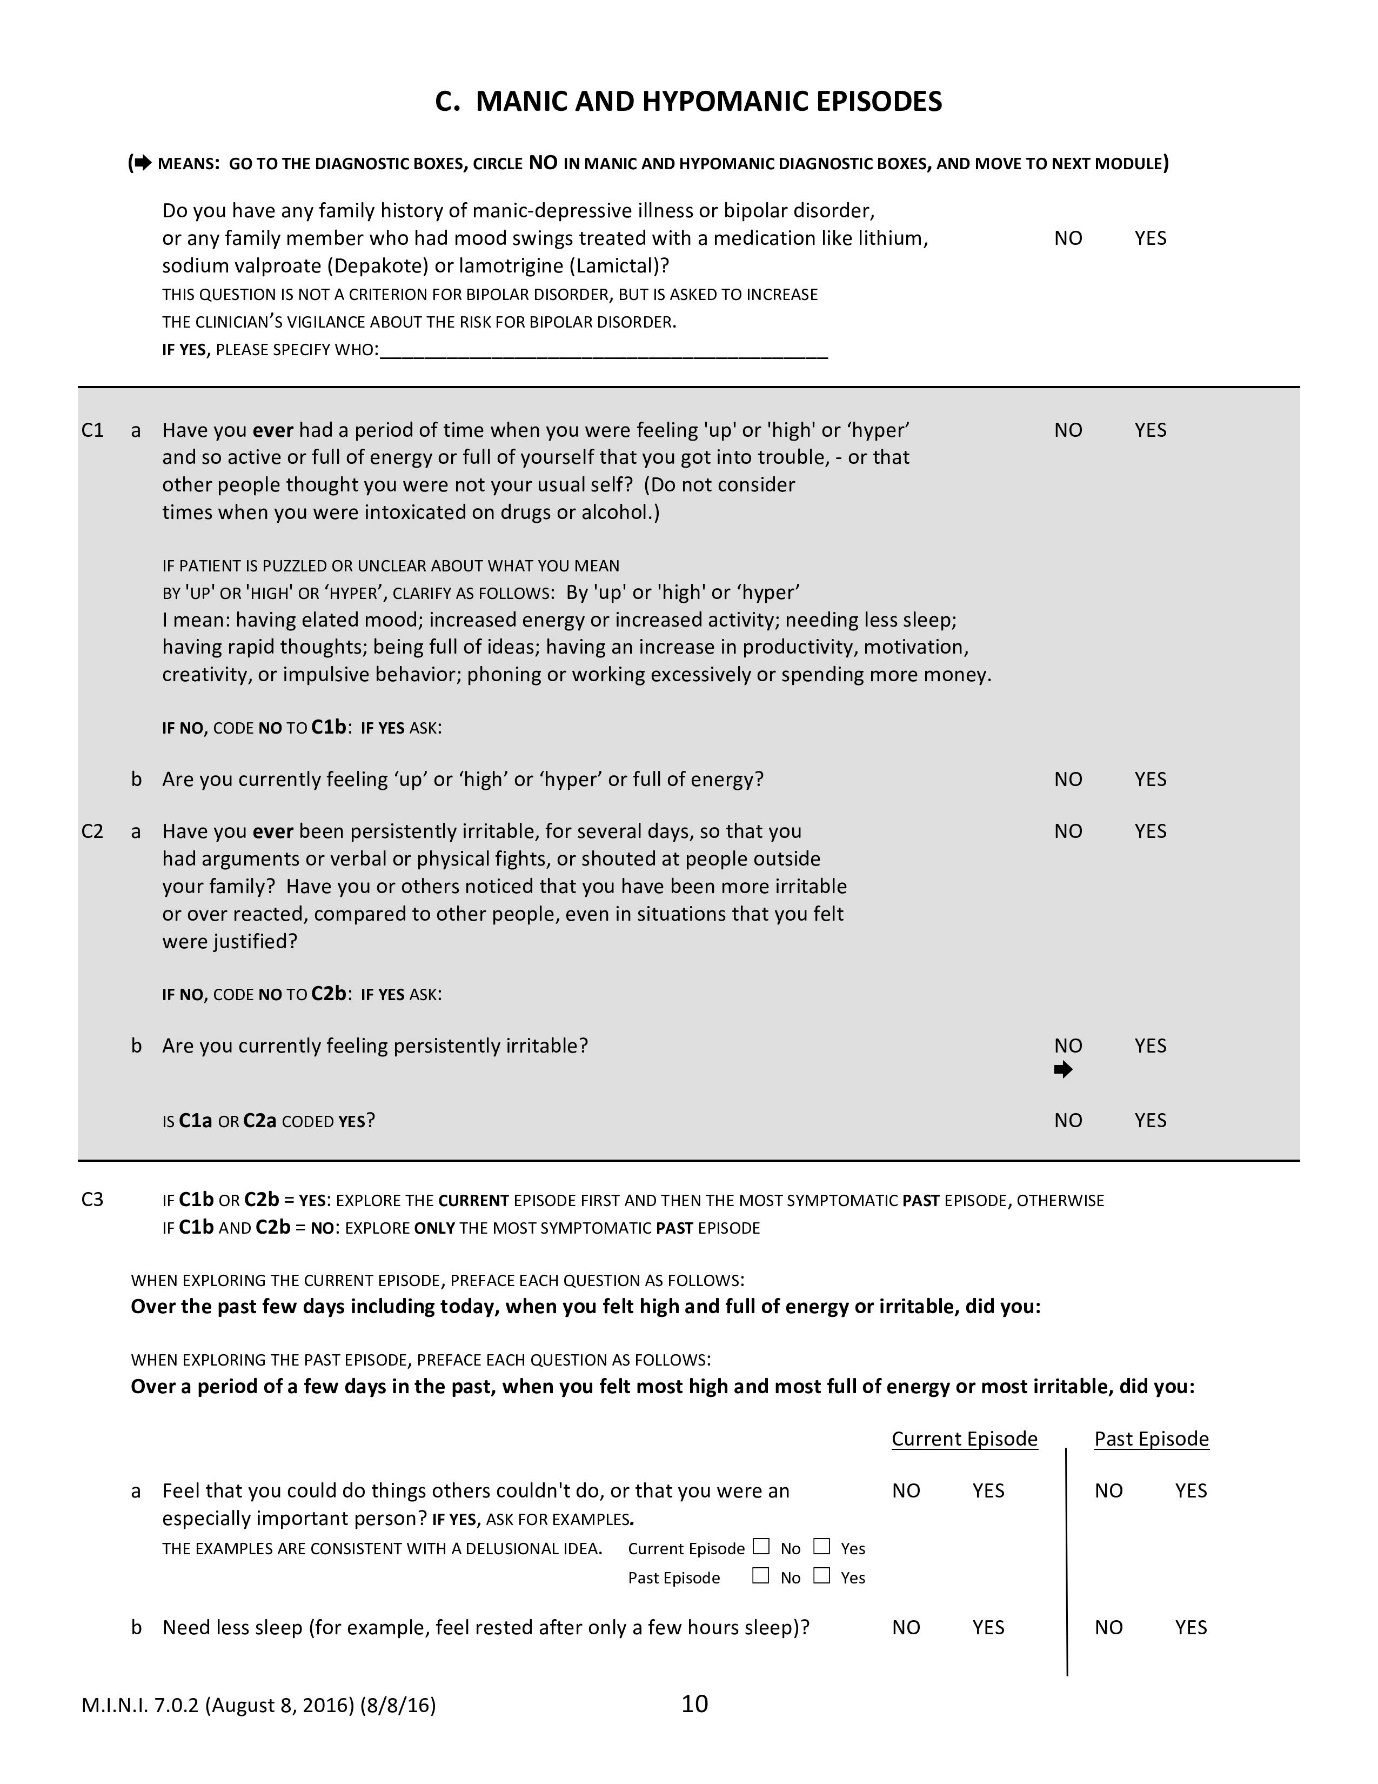 C. MANIC AND HYPOMANIC EPISODES
(➨ MEANS: GO TO THE DIAGNOSTIC BOXES, CIRCLE NO IN MANIC AND HYPOMANIC DIAGNOSTIC BOXES, AND MOVE TO NEXT MODULE)
Do you have any family history of manic-depressive illness or bipolar disorder,
or any family member who had mood swings treated with a medication like lithium, NO YES
sodium valproate (Depakote) or lamotrigine (Lamictal)?
THIS QUESTION IS NOT A CRITERION FOR BIPOLAR DISORDER, BUT IS ASKED TO INCREASE
THE CLINICIAN'S VIGILANCE ABOUT THE RISK FOR BIPOLAR DISORDER.
IF YES, PLEASE SPECIFY WHO:________________________________________
C1 a Have you ever had a period of time when you were feeling 'up' or 'high' or ‘hyper’ NO YES
and so active or full of energy or full of yourself that you got into trouble, - or that
other people thought you were not your usual self? (Do not consider
times when you were intoxicated on drugs or alcohol.)
IF PATIENT IS PUZZLED OR UNCLEAR ABOUT WHAT YOU MEAN
BY 'UP' OR 'HIGH' OR ‘HYPER’, CLARIFY AS FOLLOWS: By 'up' or 'high' or ‘hyper’
I mean: having elated mood; increased energy or increased activity; needing less sleep;
having rapid thoughts; being full of ideas; having an increase in productivity, motivation,
creativity, or impulsive behavior; phoning or working excessively or spending more money.
IF NO, CODE NO TO C1b: IF YES ASK:
b Are you currently feeling ‘up’ or ‘high’ or ‘hyper’ or full of energy? NO YES
C2 a Have you ever been persistently irritable, for several days, so that you NO YES
had arguments or verbal or physical fights, or shouted at people outside
your family? Have you or others noticed that you have been more irritable
or over reacted, compared to other people, even in situations that you felt
were justified?
IF NO, CODE NO TO C2b: IF YES ASK:
b Are you currently feeling persistently irritable? NO YES
➨
IS C1a OR C2a CODED YES? NO YES
C3 IF C1b OR C2b = YES: EXPLORE THE CURRENT EPISODE FIRST AND THEN THE MOST SYMPTOMATIC PAST EPISODE, OTHERWISE
IF C1b AND C2b = NO: EXPLORE ONLY THE MOST SYMPTOMATIC PAST EPISODE
WHEN EXPLORING THE CURRENT EPISODE, PREFACE EACH QUESTION AS FOLLOWS:
Over the past few days including today, when you felt high and full of energy or irritable, did you:
WHEN EXPLORING THE PAST EPISODE, PREFACE EACH QUESTION AS FOLLOWS:
Over a period of a few days in the past, when you felt most high and most full of energy or most irritable, did you:
Current Episode Past Episode
a Feel that you could do things others couldn't do, or that you were an NO YES NO YES
especially important person? IF YES, ASK FOR EXAMPLES.
THE EXAMPLES ARE CONSISTENT WITH A DELUSIONAL IDEA. Current Episode ☐ No ☐ Yes
Past Episode ☐ No ☐ Yes
b Need less sleep (for example, feel rested after only a few hours sleep)? NO YES NO YES
M.I.N.I. 7.0.2 (August 8, 2016) (8/8/16) 10